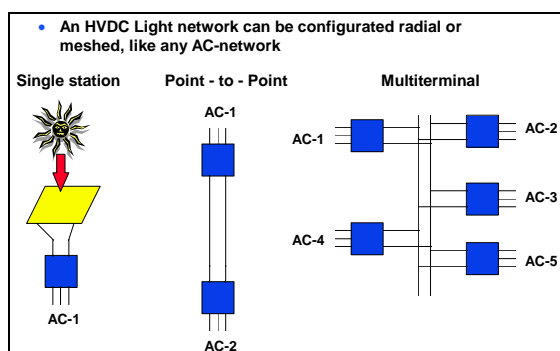 • An HVDC Light network can be configurated radial or
meshed, like any AC-network
Single station
Point - to - Point
Multiterminal
AC-1
AC-1
AC-2
AC-1
AC-2
AC-3
AC-4
AC-5